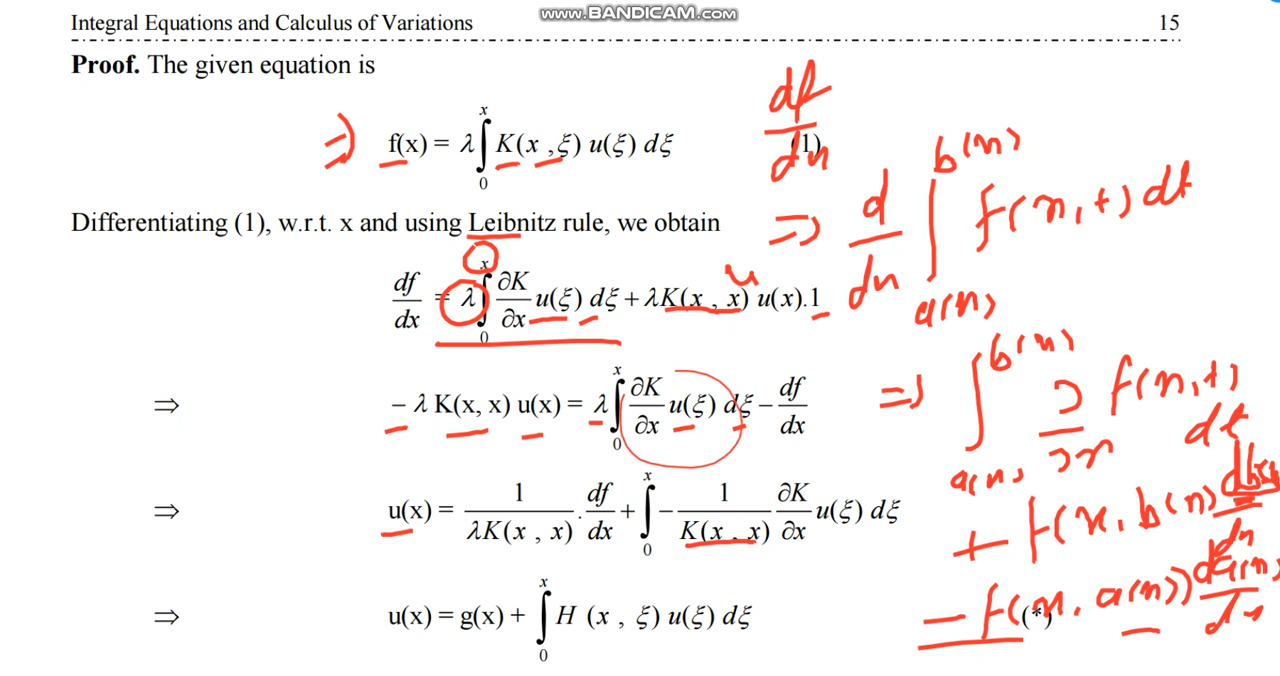 www.BANDICAM.com
Integral Equations and Calculus of Variations 15
Proof. The given equation is
⇒ f(x) = λ ∫₀ˣ K(x ,ξ) u(ξ) dξ (1)
df/dx
Differentiating (1), w.r.t. x and using Leibnitz rule, we obtain
⇒ d/dx ∫_{a(x)}^{b(x)} f(x,t) dt
df/dx = λ ∫₀ˣ ∂K/∂x u(ξ) dξ + λK(x , x) u(x).1
u
⇒ − λ K(x, x) u(x) = λ ∫₀ˣ ∂K/∂x u(ξ) dξ − df/dx
⇒ ∫_{a(x)}^{b(x)} ∂/∂x f(x,t) dt
⇒ u(x) = 1/λK(x , x) . df/dx + ∫₀ˣ − 1/K(x , x) ∂K/∂x u(ξ) dξ
+ f(x, b(x)) db(x)/dx
⇒ u(x) = g(x) + ∫₀ˣ H (x , ξ) u(ξ) dξ (*)
− f(x, a(x)) da(x)/dx